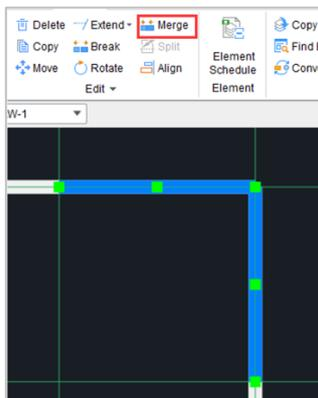 Delete Extend Merge Copy
Copy Break Split Find
Move Rotate Align Element Schedule Conv
Edit Element
W-1